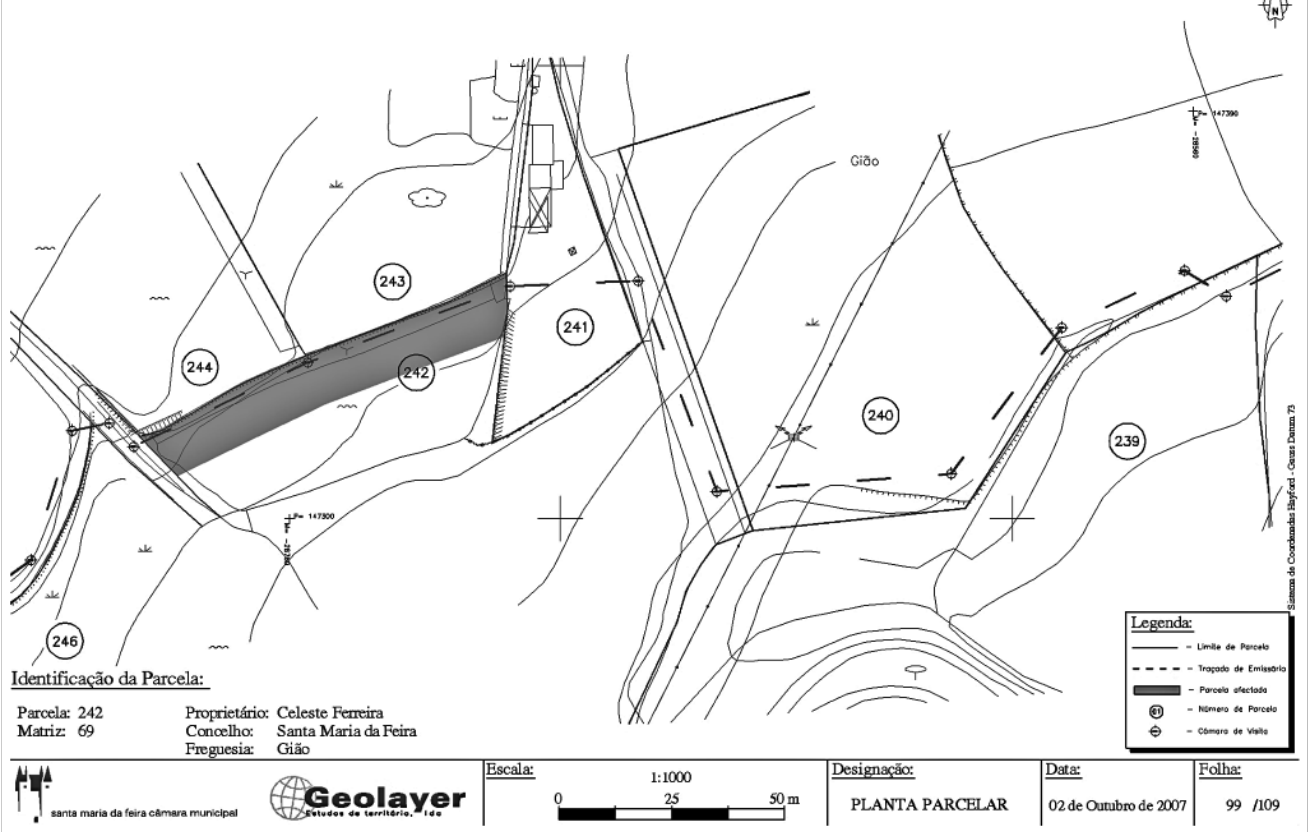 N
P= 147390
M= -28560
Gião
243
241
244
242
240
239
P= 147300
M= -28760
246
Sistema de Coordenadas Hayford - Gauss Datum 73
Legenda:
- Limite de Parcela
- Traçado de Emissário
- Parcela afectada
61 - Número de Parcela
- Câmara de Visita
Identificação da Parcela:
Parcela: 242 Proprietário: Celeste Ferreira
Matriz: 69 Concelho: Santa Maria da Feira
Freguesia: Gião
santa maria da feira câmara municipal
Geolayer
Estudos de território, lda
Escala:
1:1000
0 25 50 m
Designação:
PLANTA PARCELAR
Data:
02 de Outubro de 2007
Folha:
99 /109